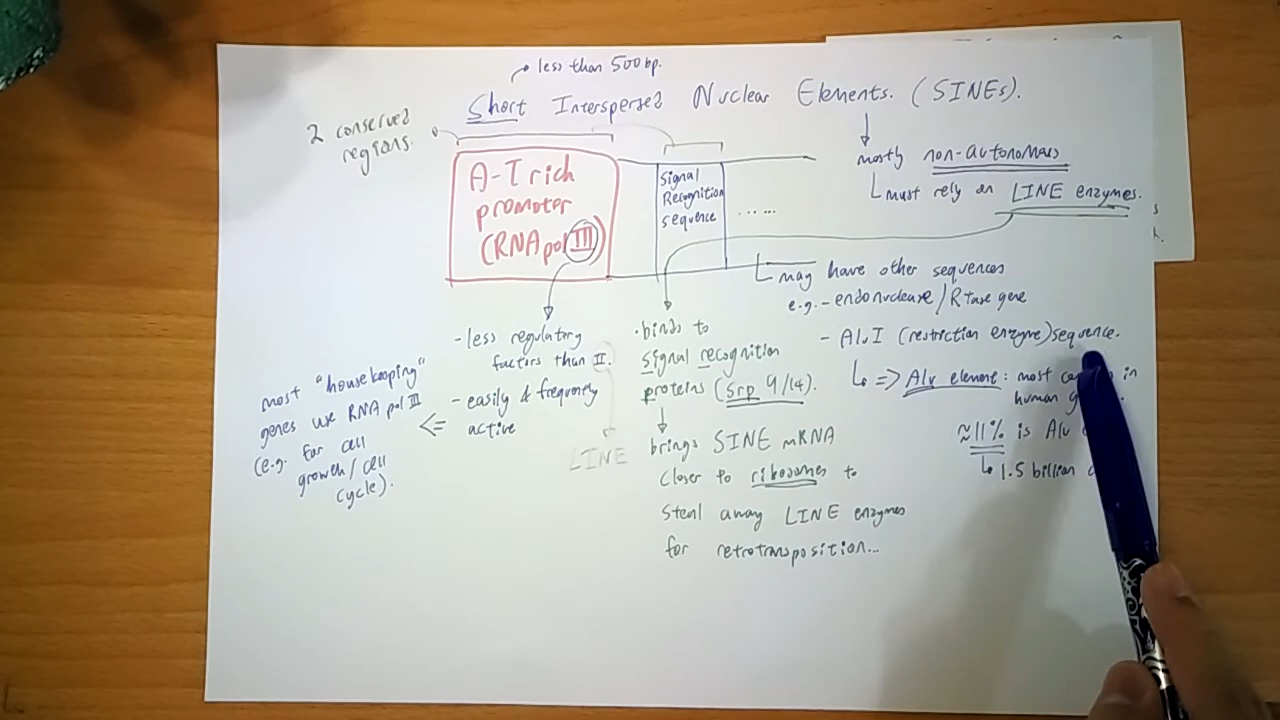 less than 500bp.
Short Interspersed Nuclear Elements. (SINEs).
2 conserved
regions.
mostly non-autonomous
must rely on LINE enzymes.
A-T rich
promoter
(RNA pol III)
signal
Recognition
sequence
......
may have other sequences
e.g. - endonuclease / RTase gene
- AluI (restriction enzyme) sequence.
=> Alu element: most in
human
≈11% is Alu
1.5 billion
- less regulatory
factors than II.
- easily & frequency
active
<=
LINE
most "housekeeping"
genes use RNA pol III
(e.g. for cell
growth / cell
cycle).
· binds to
signal recognition
proteins (Srp 9/14).
brings SINE mRNA
closer to ribosomes to
steal away LINE enzymes
for retrotransposition...